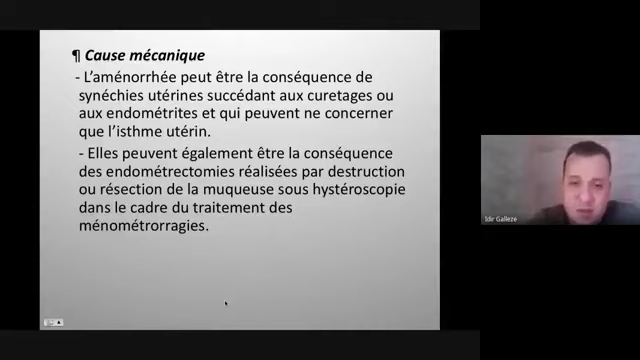 ¶ Cause mécanique
- L’aménorrhée peut être la conséquence de
synéchies utérines succédant aux curetages ou
aux endométrites et qui peuvent ne concerner
que l’isthme utérin.
- Elles peuvent également être la conséquence
des endométrectomies réalisées par destruction
ou résection de la muqueuse sous hystéroscopie
dans le cadre du traitement des
ménométrorragies.
Idir Galleze